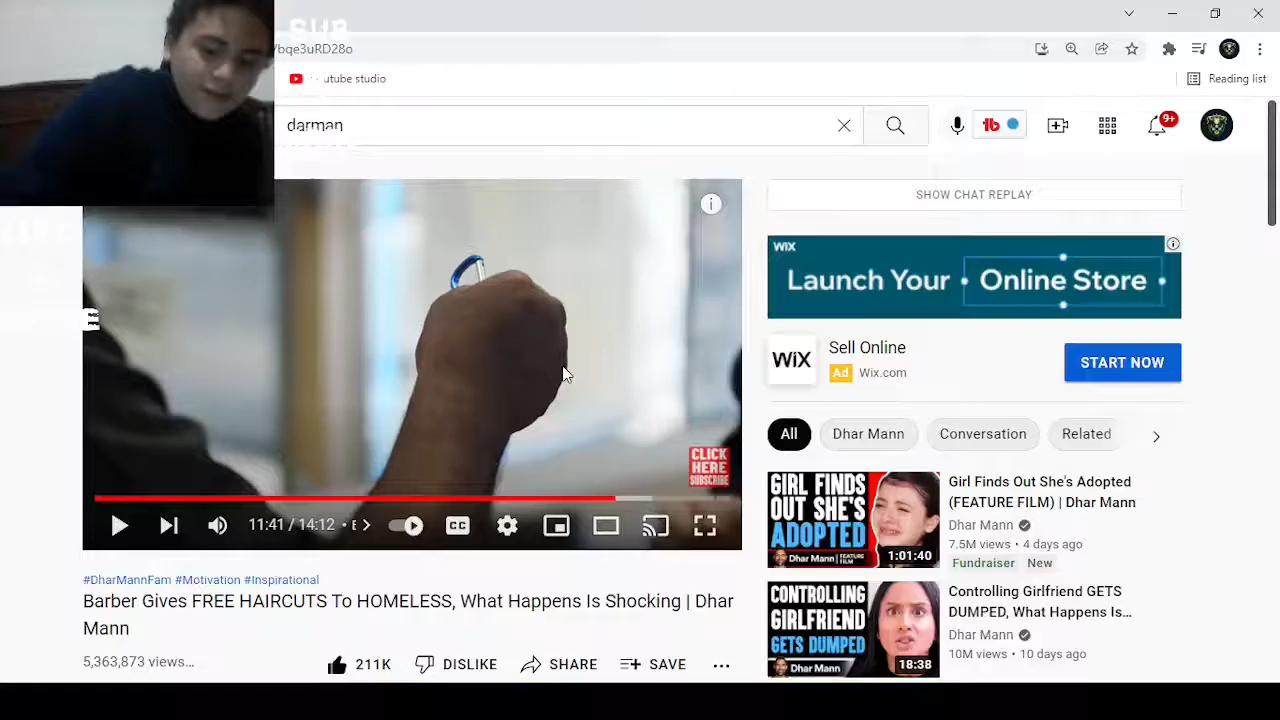 SUB
/bqe3uRD28o
utube studio
Reading list
darman
9+
SHOW CHAT REPLAY
WiX
Launch Your Online Store
WiX
Sell Online
Ad Wix.com
START NOW
All
Dhar Mann
Conversation
Related
CLICK
HERE
SUBSCRIBE
11:41 / 14:12
CC
GIRL FINDS
OUT SHE'S
ADOPTED
Dhar Mann | FEATURE FILM
1:01:40
Girl Finds Out She's Adopted
(FEATURE FILM) | Dhar Mann
Dhar Mann
7.5M views • 4 days ago
Fundraiser New
#DharMannFam #Motivation #Inspirational
Barber Gives FREE HAIRCUTS To HOMELESS, What Happens Is Shocking | Dhar
Mann
5,363,873 views...
211K
DISLIKE
SHARE
SAVE
CONTROLLING
GIRLFRIEND
GETS DUMPED
Dhar Mann
18:38
Controlling Girlfriend GETS
DUMPED, What Happens Is...
Dhar Mann
10M views • 10 days ago